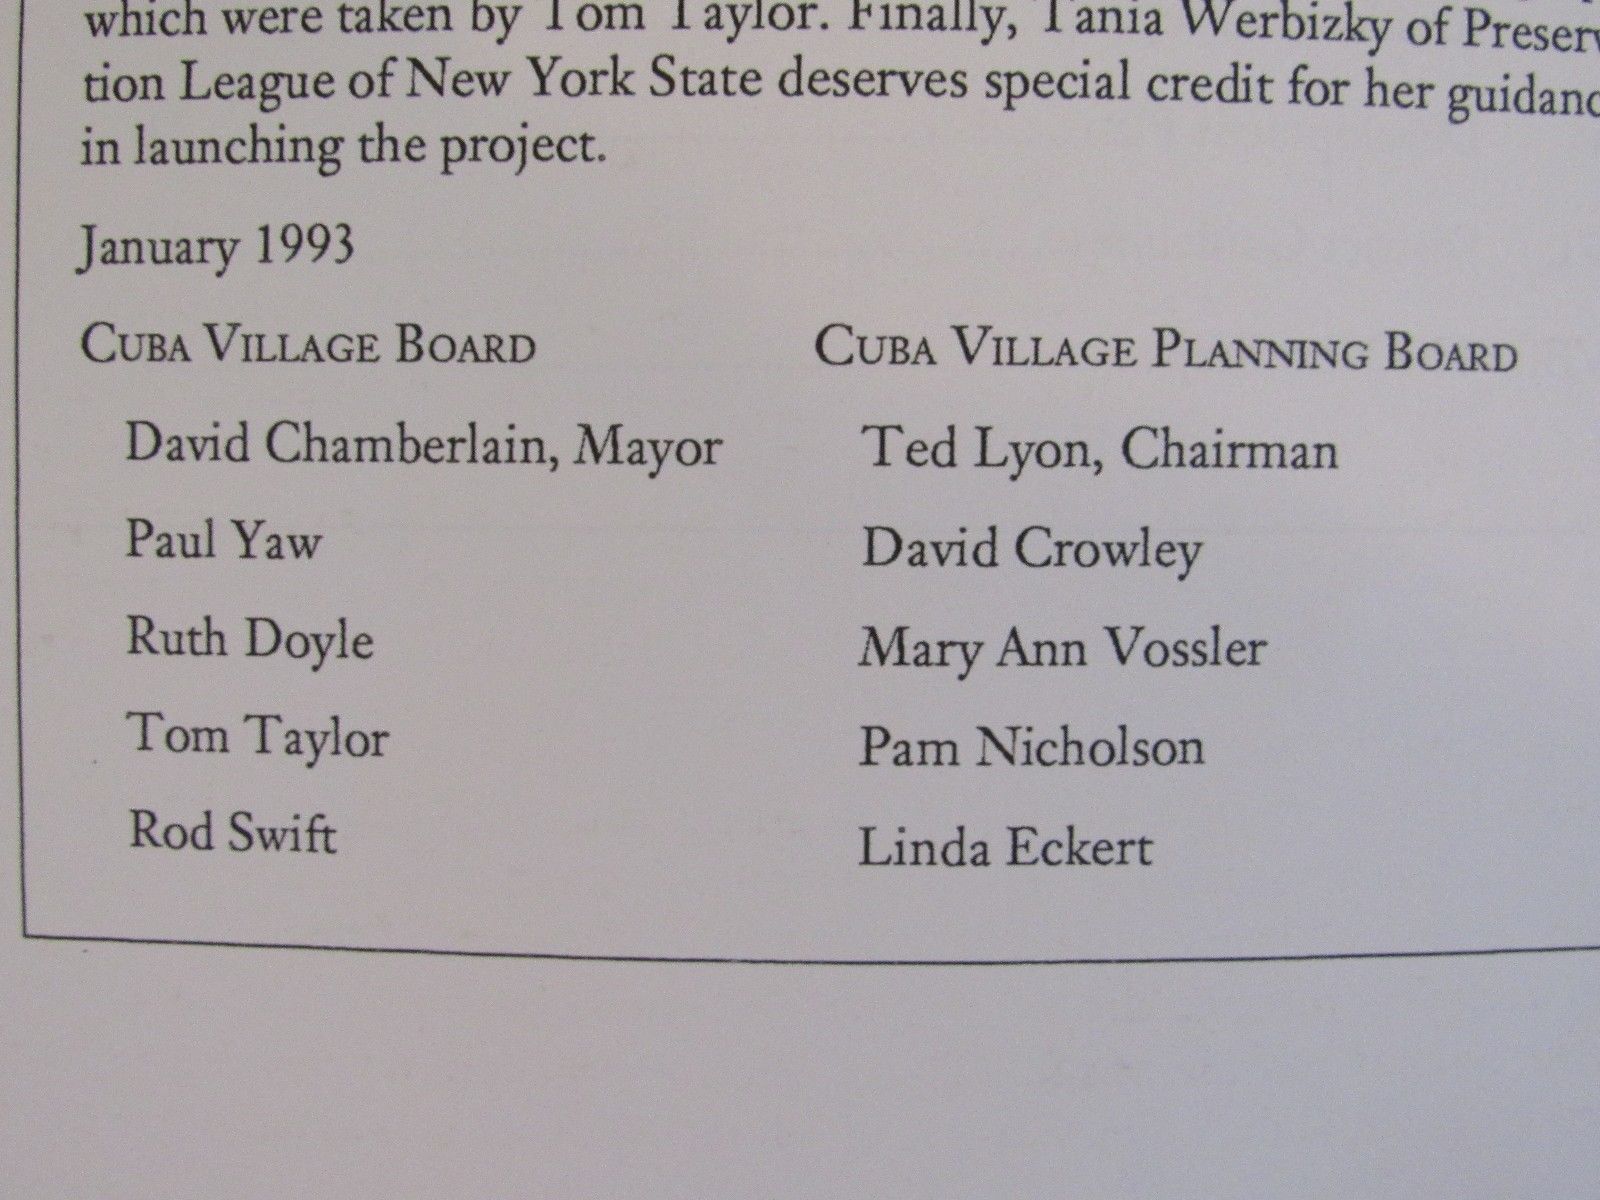 which were taken by Tom Taylor. Finally, Tania Werbizky of Preserv
tion League of New York State deserves special credit for her guidanc
in launching the project.
January 1993
CUBA VILLAGE BOARD
David Chamberlain, Mayor
Paul Yaw
Ruth Doyle
Tom Taylor
Rod Swift
CUBA VILLAGE PLANNING BOARD
Ted Lyon, Chairman
David Crowley
Mary Ann Vossler
Pam Nicholson
Linda Eckert